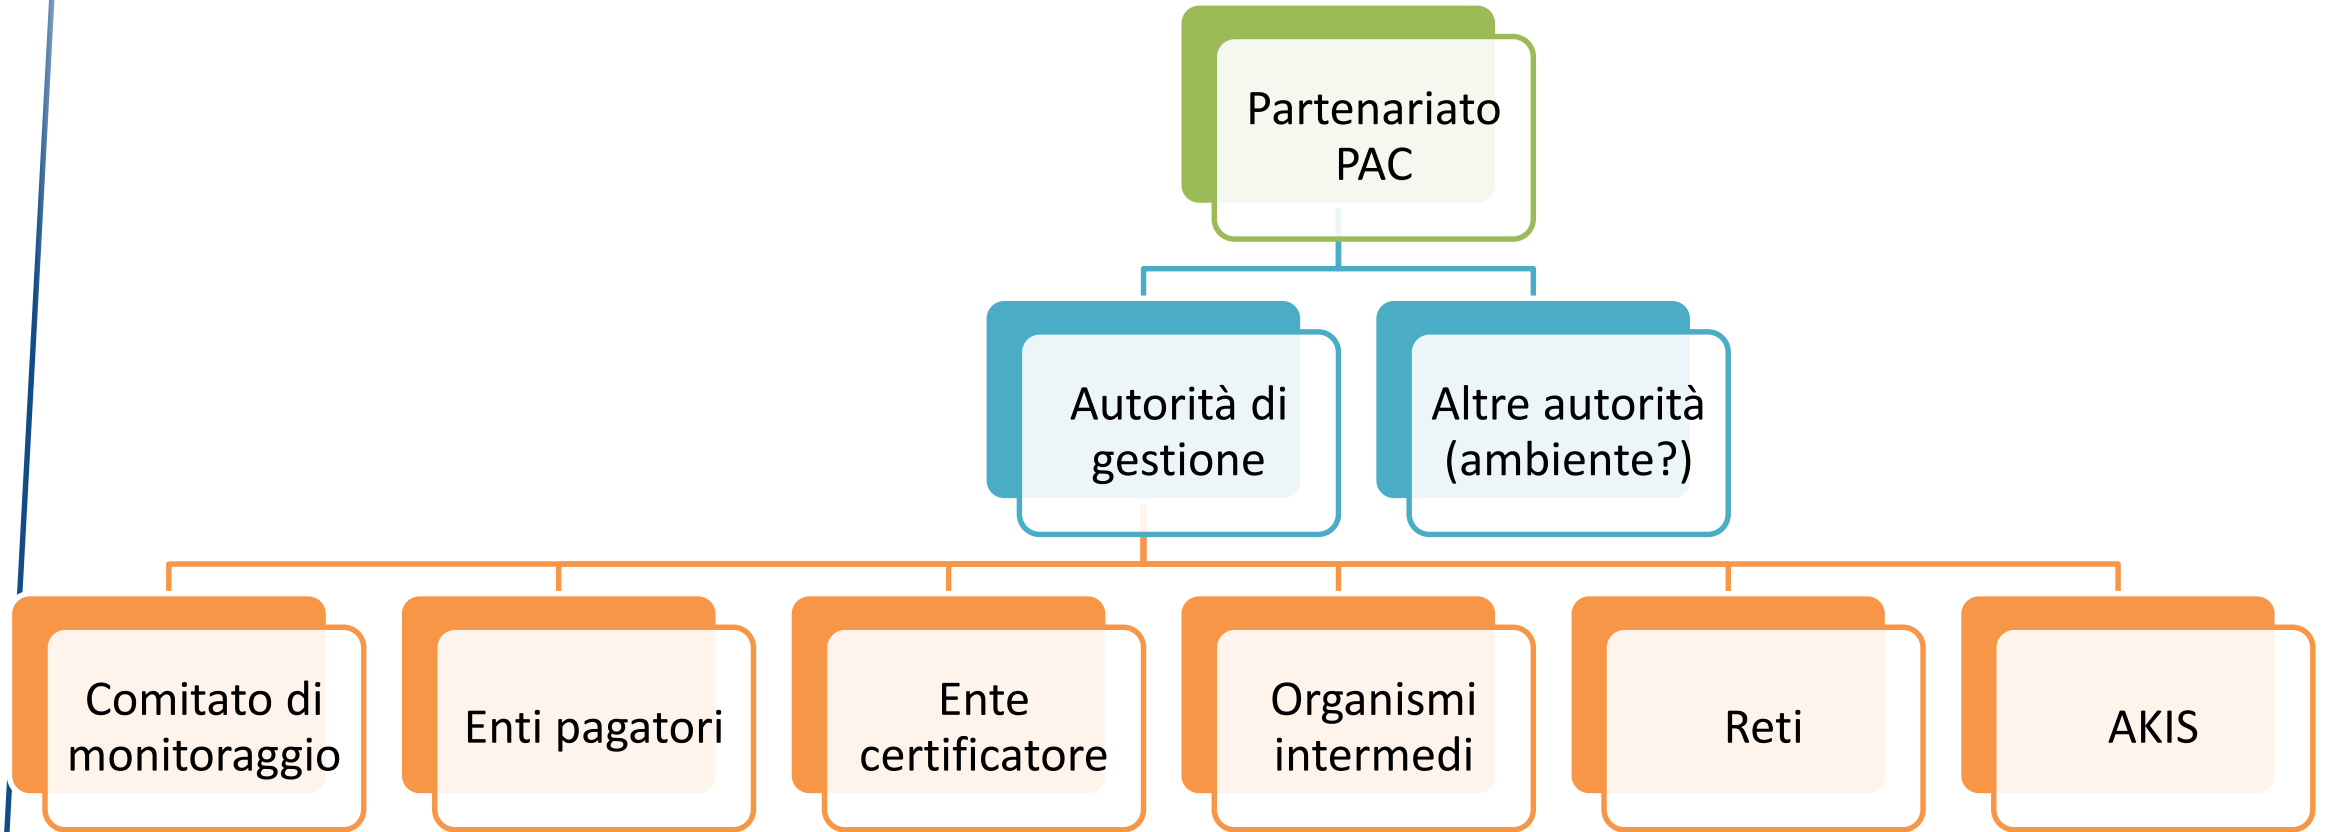 Partenariato
PAC
Autorità di
gestione
Altre autorità
(ambiente?)
Comitato di
monitoraggio
Enti pagatori
Ente
certificatore
Organismi
intermedi
Reti
AKIS